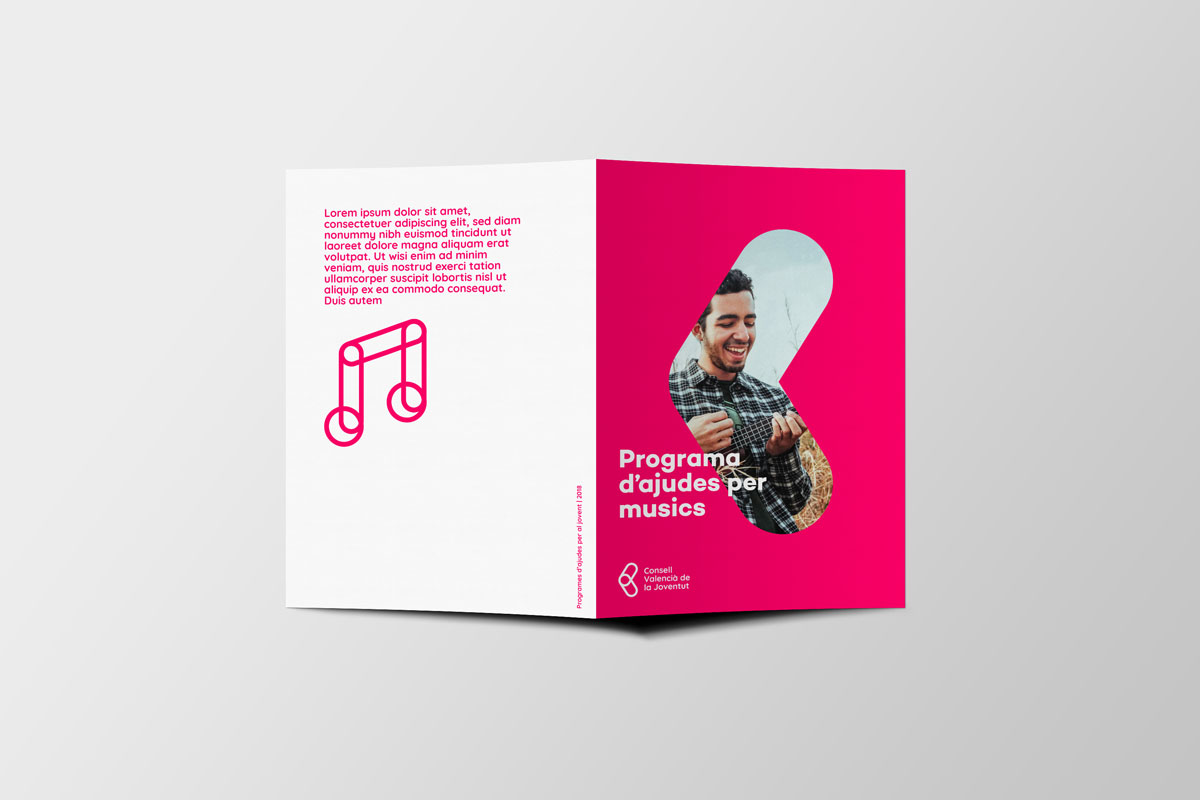 Lorem ipsum dolor sit amet,
consectetuer adipiscing elit, sed diam
nonummy nibh euismod tincidunt ut
laoreet dolore magna aliquam erat
volutpat. Ut wisi enim ad minim
veniam, quis nostrud exerci tation
ullamcorper suscipit lobortis nisl ut
aliquip ex ea commodo consequat.
Duis autem
Programes d'ajudes per al jovent | 2018
Programa
d'ajudes per
musics
Consell
Valencià de
la Joventut